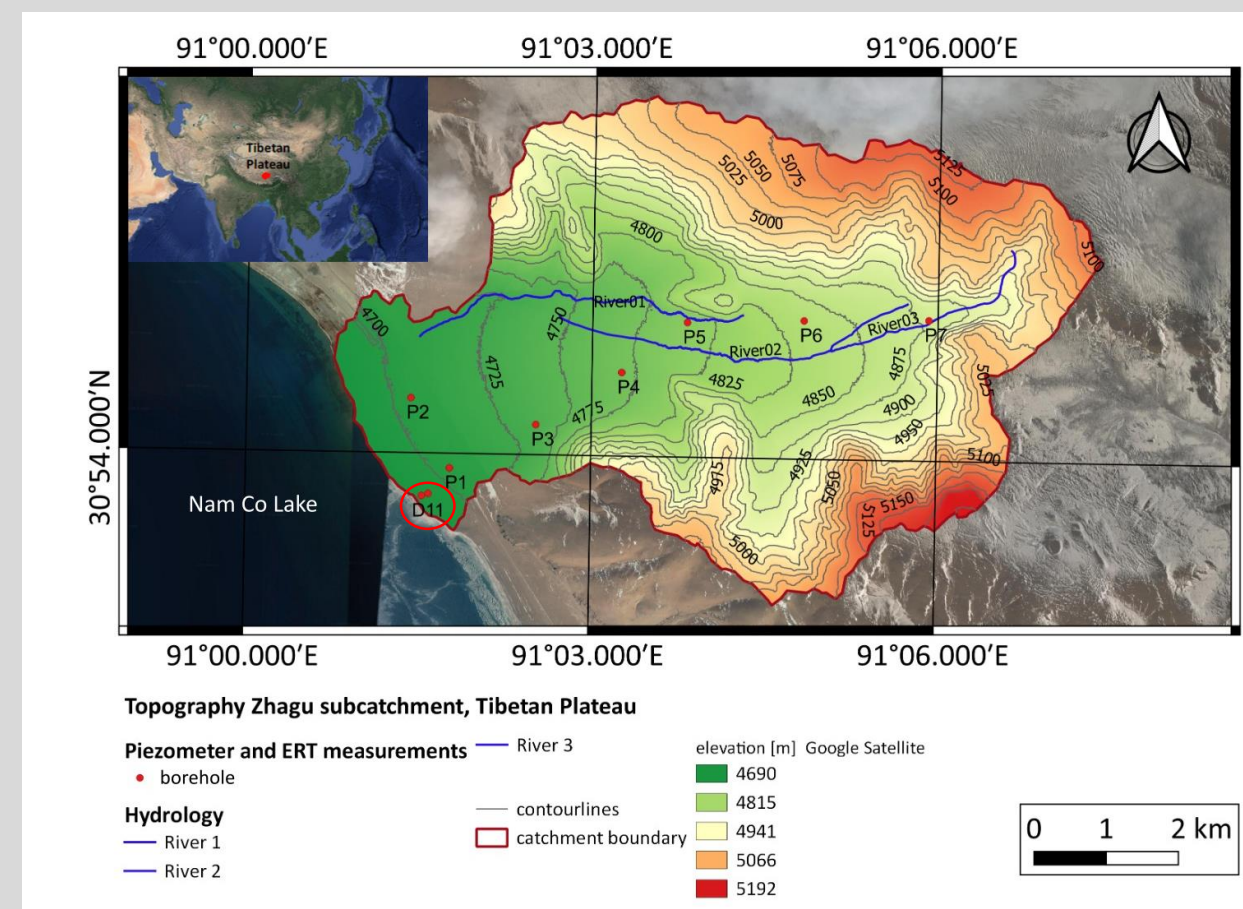 91°00.000′E 91°03.000′E 91°06.000′E
Tibetan
Plateau
5125
5100
5075
5050
5025
5000
5100
4800
4700
4750
River01
P5
P6
River03
P7
River02
4725
4875
5025
P4
4825
4850
P2
4775
4900
P3
4950
5100
30°54.000′N
P1
4975
4925
5050
Nam Co Lake
D11
5150
5125
5000
91°00.000′E 91°03.000′E 91°06.000′E
Topography Zhagu subcatchment, Tibetan Plateau
Piezometer and ERT measurements
borehole
Hydrology
River 1
River 2
River 3
contourlines
catchment boundary
elevation [m] Google Satellite
4690
4815
4941
5066
5192
0 1 2 km